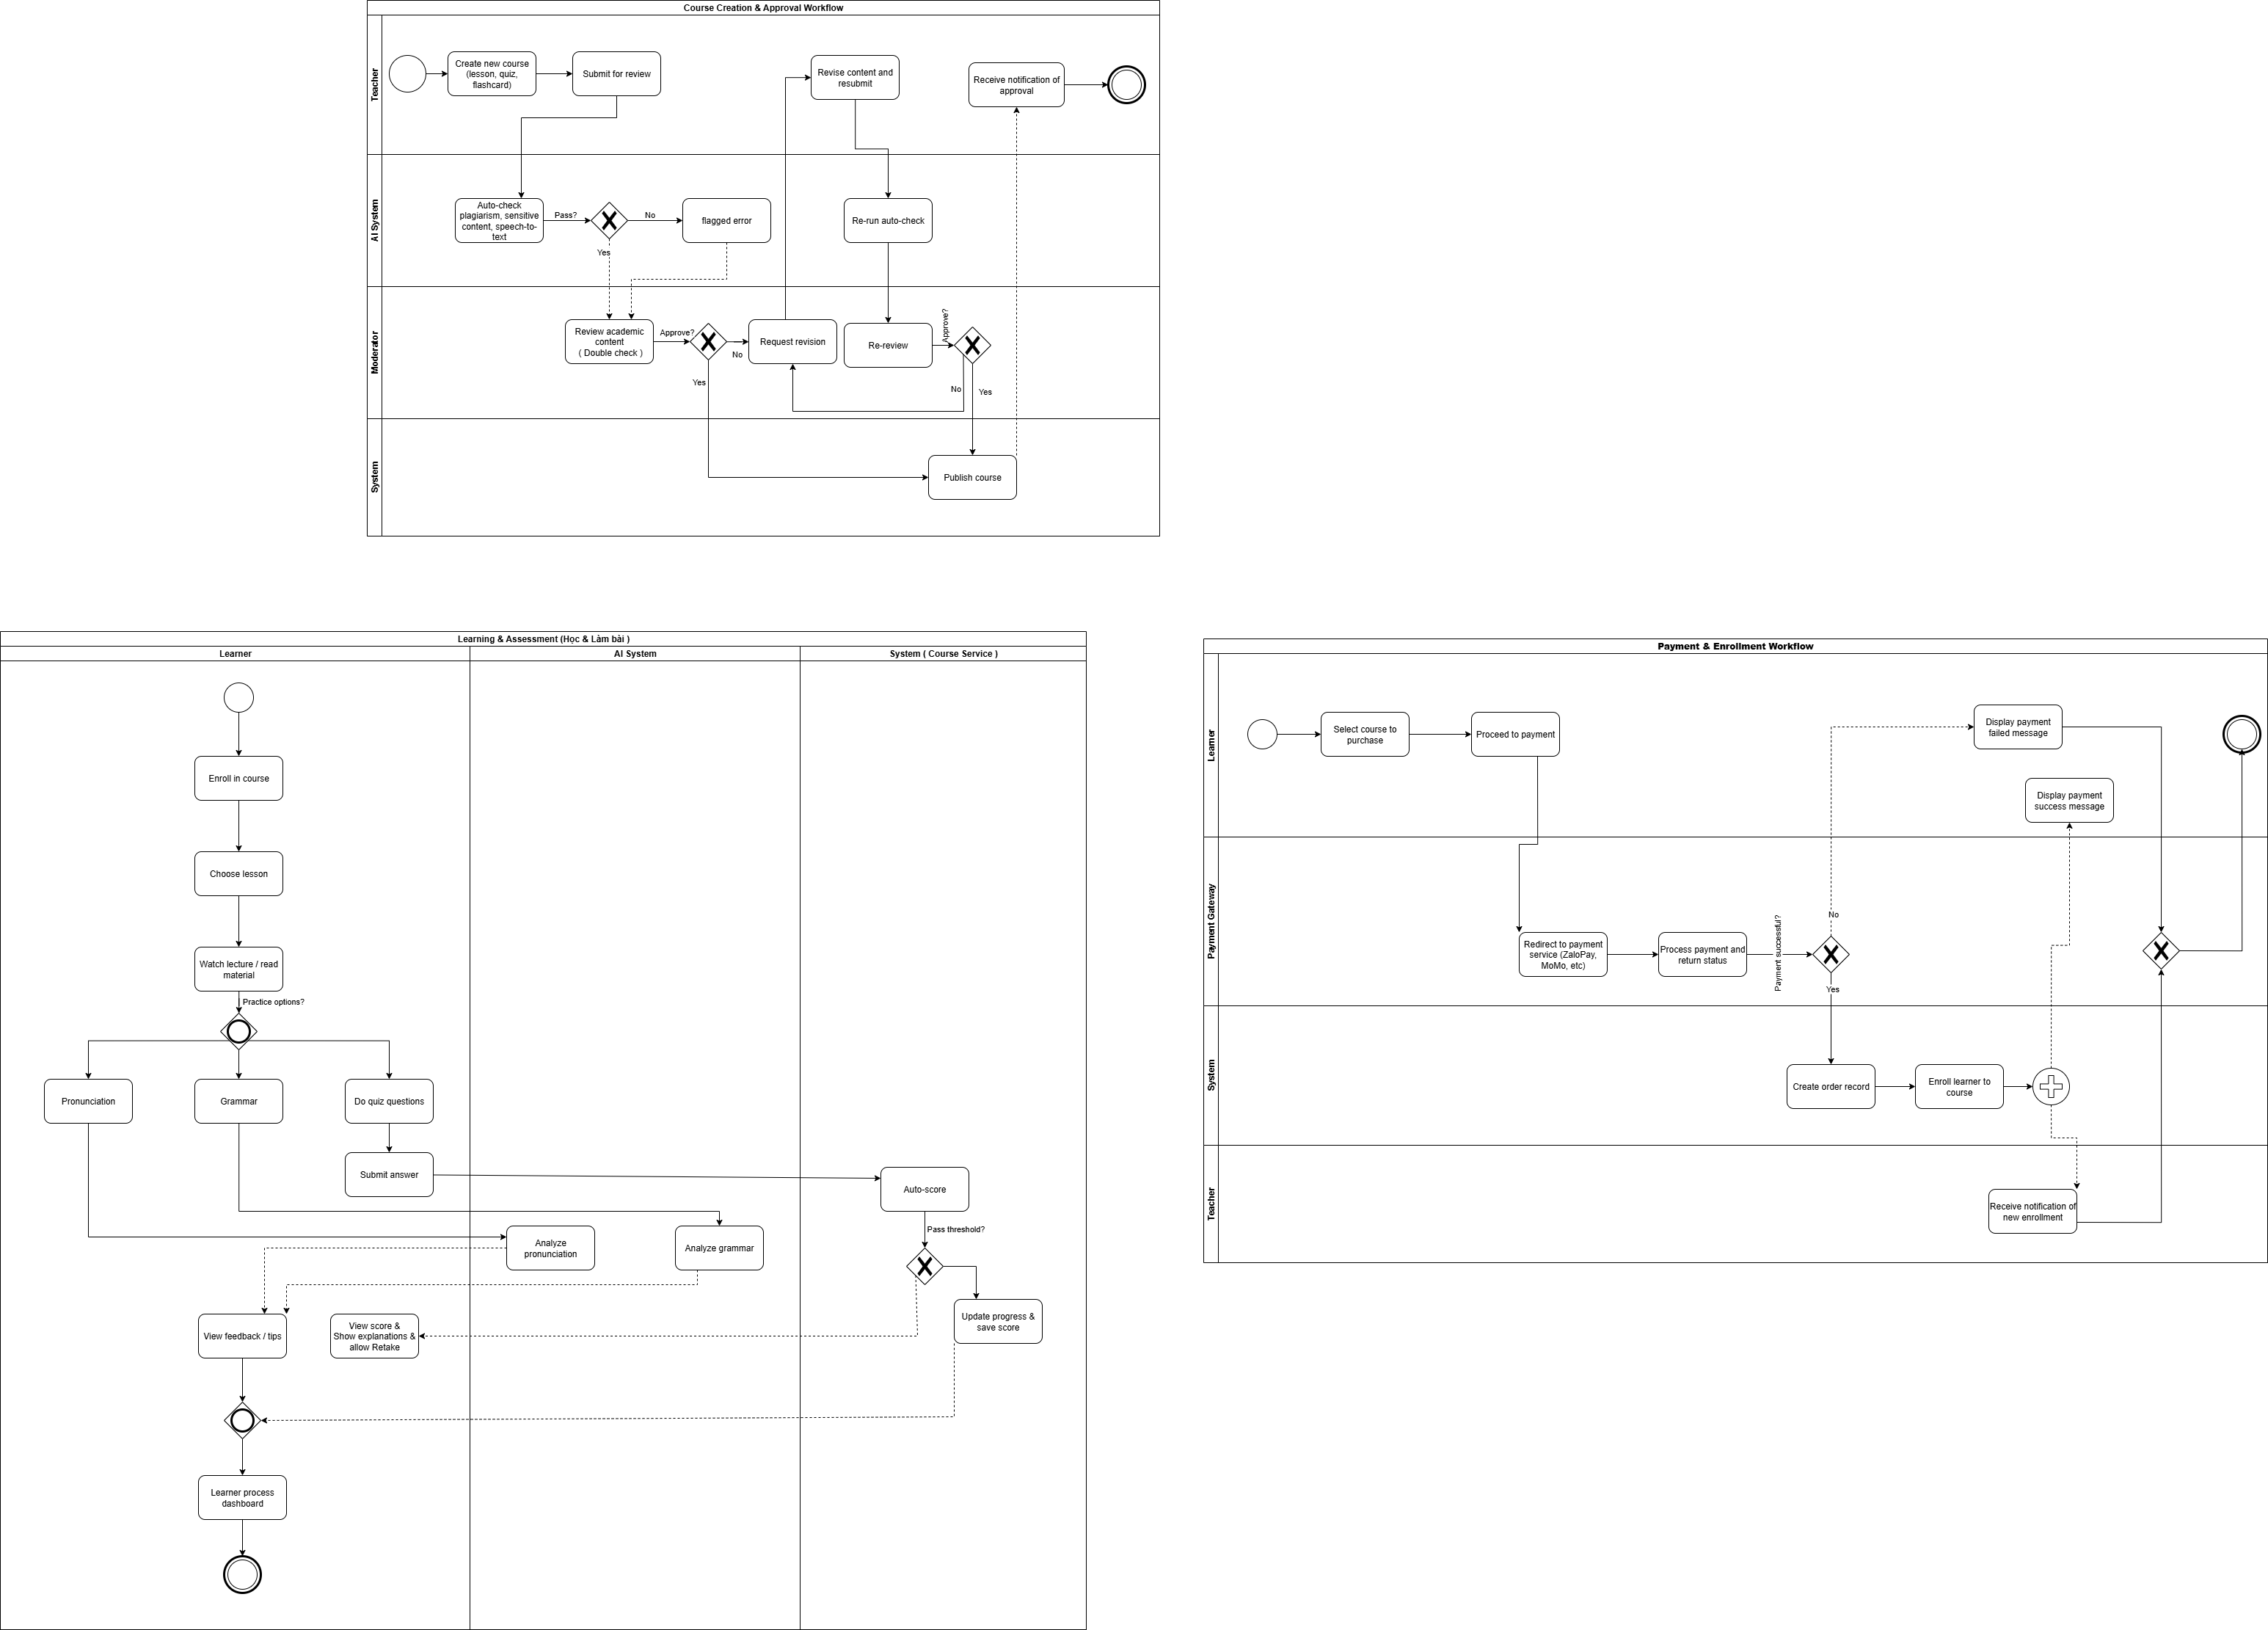 Course Creation & Approval Workflow
Teacher
Create new course
(lesson, quiz,
flashcard)
Submit for review
Revise content and
resubmit
Receive notification of
approval
AI System
Auto-check
plagiarism, sensitive
content, speech-to-
text
Pass?
No
Yes
flagged error
Re-run auto-check
Moderator
Review academic
content
( Double check )
Approve?
No
Yes
Request revision
Re-review
Approve?
No
Yes
System
Publish course
Learning & Assessment (Học & Làm bài )
Learner
AI System
System ( Course Service )
Enroll in course
Choose lesson
Watch lecture / read
material
Practice options?
Pronunciation
Grammar
Do quiz questions
Submit answer
Auto-score
Analyze
pronunciation
Analyze grammar
Pass threshold?
View feedback / tips
View score &
Show explanations &
allow Retake
Update progress &
save score
Learner process
dashboard
Payment & Enrollment Workflow
Learner
Select course to
purchase
Proceed to payment
Display payment
failed message
Display payment
success message
Payment Gateway
Redirect to payment
service (ZaloPay,
MoMo, etc)
Process payment and
return status
Payment successful?
No
Yes
System
Create order record
Enroll learner to
course
Teacher
Receive notification of
new enrollment